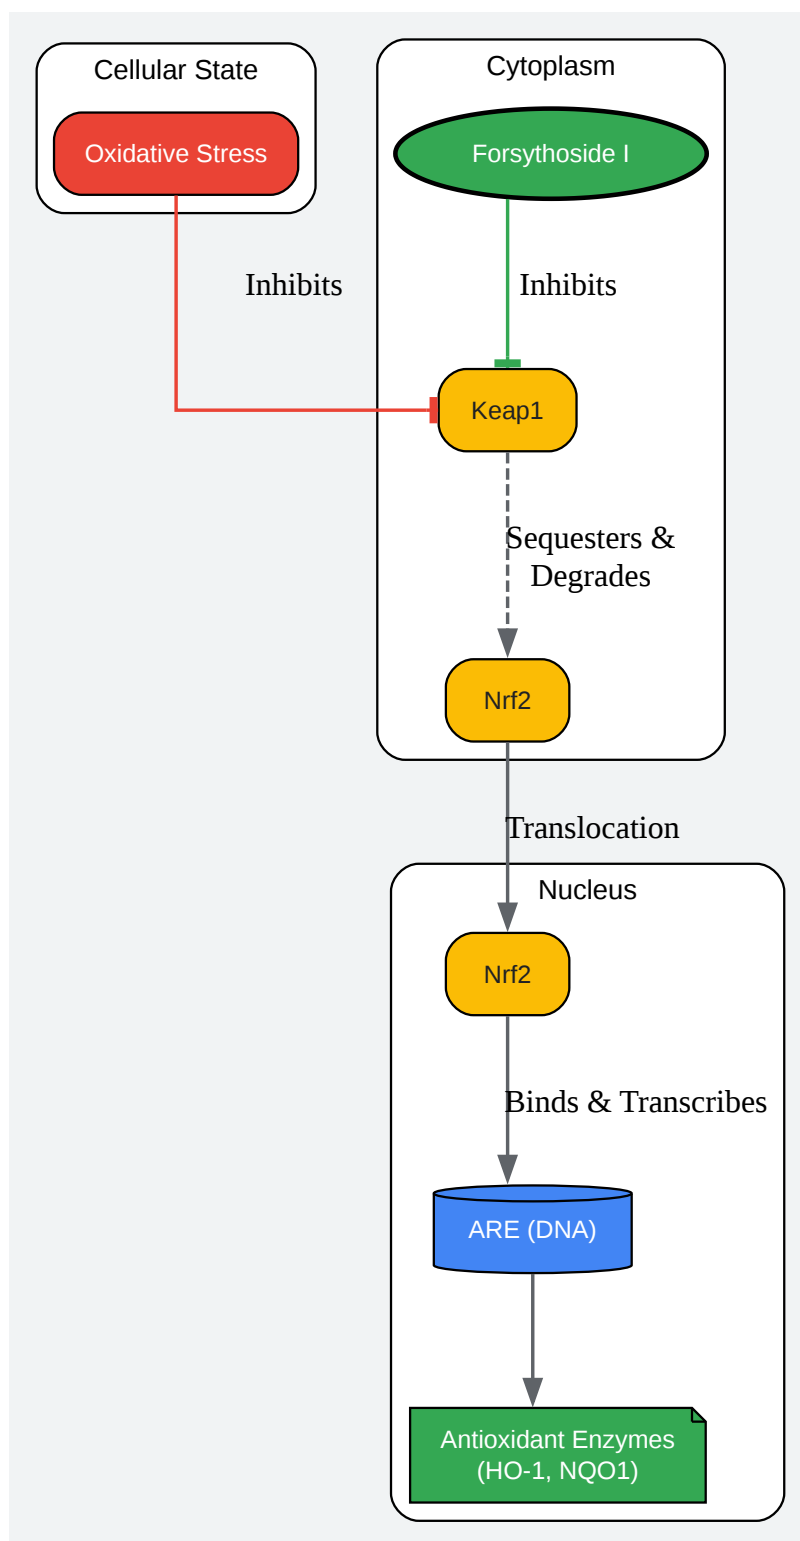 Cellular State
Cytoplasm
Oxidative Stress
Forsythoside I
Inhibits
Inhibits
Keap1
Sequesters &
Degrades
Nrf2
Translocation
Nucleus
Nrf2
Binds & Transcribes
ARE (DNA)
Antioxidant Enzymes
(HO-1, NQO1)